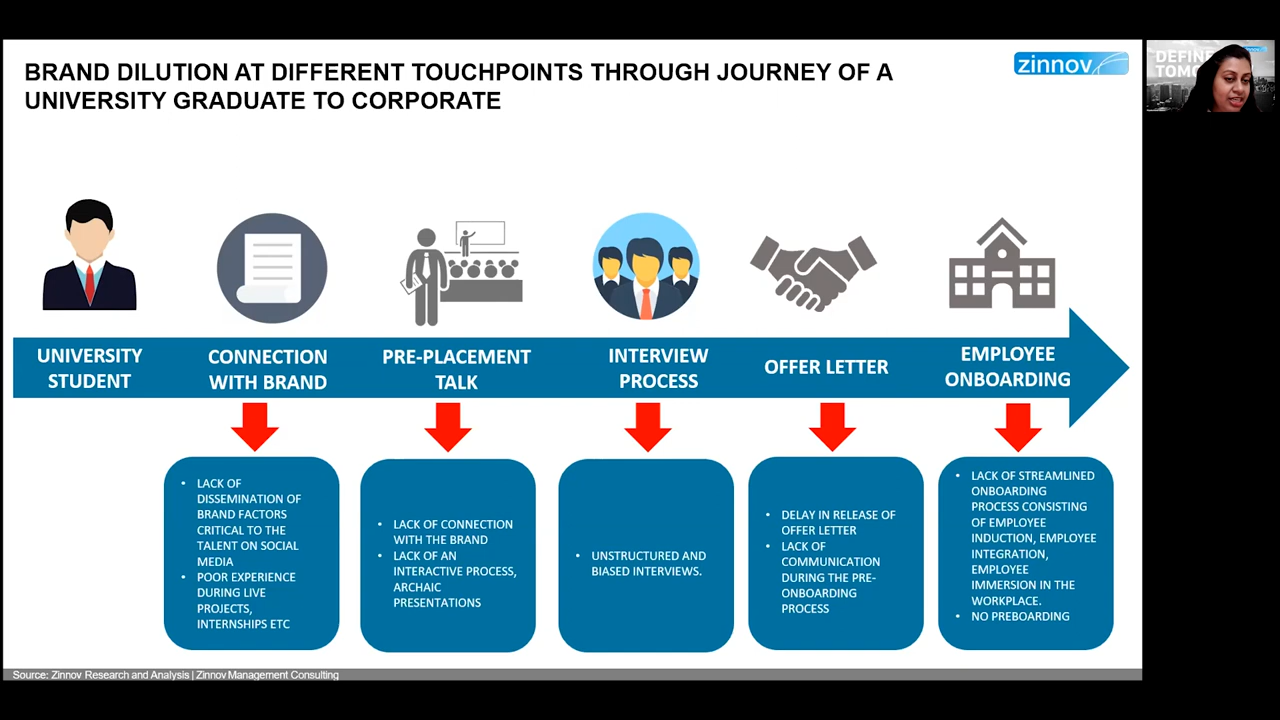 BRAND DILUTION AT DIFFERENT TOUCHPOINTS THROUGH JOURNEY OF A
UNIVERSITY GRADUATE TO CORPORATE
zinnov
UNIVERSITY
STUDENT
CONNECTION
WITH BRAND
PRE-PLACEMENT
TALK
INTERVIEW
PROCESS
OFFER LETTER
EMPLOYEE
ONBOARDING
• LACK OF
DISSEMINATION OF
BRAND FACTORS
CRITICAL TO THE
TALENT ON SOCIAL
MEDIA
• POOR EXPERIENCE
DURING LIVE
PROJECTS,
INTERNSHIPS ETC
• LACK OF CONNECTION
WITH THE BRAND
• LACK OF AN
INTERACTIVE PROCESS,
ARCHAIC
PRESENTATIONS
• UNSTRUCTURED AND
BIASED INTERVIEWS.
• DELAY IN RELEASE OF
OFFER LETTER
• LACK OF
COMMUNICATION
DURING THE PRE-
ONBOARDING
PROCESS
• LACK OF STREAMLINED
ONBOARDING
PROCESS CONSISTING
OF EMPLOYEE
INDUCTION, EMPLOYEE
INTEGRATION,
EMPLOYEE
IMMERSION IN THE
WORKPLACE.
• NO PREBOARDING
Source: Zinnov Research and Analysis | Zinnov Management Consulting